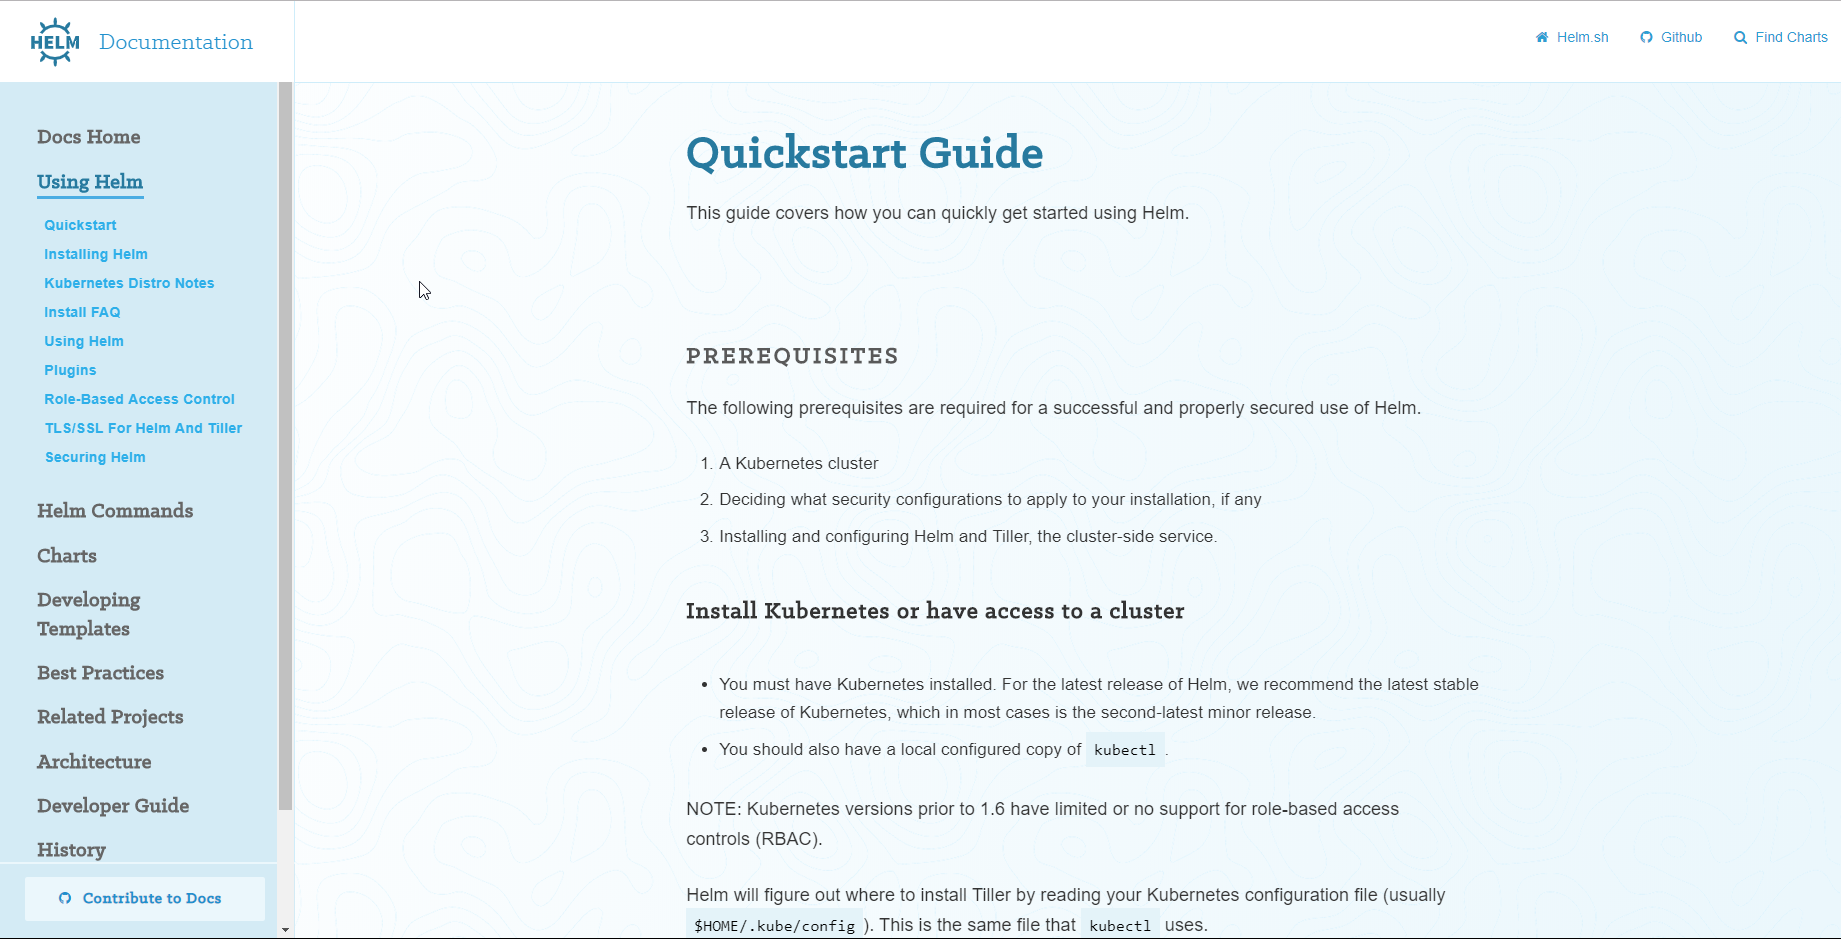 HELM Documentation
Helm.sh Github Find Charts
Docs Home
Using Helm
Quickstart
Installing Helm
Kubernetes Distro Notes
Install FAQ
Using Helm
Plugins
Role-Based Access Control
TLS/SSL For Helm And Tiller
Securing Helm
Helm Commands
Charts
Developing
Templates
Best Practices
Related Projects
Architecture
Developer Guide
History
Contribute to Docs
Quickstart Guide
This guide covers how you can quickly get started using Helm.
PREREQUISITES
The following prerequisites are required for a successful and properly secured use of Helm.
1. A Kubernetes cluster
2. Deciding what security configurations to apply to your installation, if any
3. Installing and configuring Helm and Tiller, the cluster-side service.
Install Kubernetes or have access to a cluster
• You must have Kubernetes installed. For the latest release of Helm, we recommend the latest stable
release of Kubernetes, which in most cases is the second-latest minor release.
• You should also have a local configured copy of kubectl.
NOTE: Kubernetes versions prior to 1.6 have limited or no support for role-based access
controls (RBAC).
Helm will figure out where to install Tiller by reading your Kubernetes configuration file (usually
$HOME/.kube/config). This is the same file that kubectl uses.